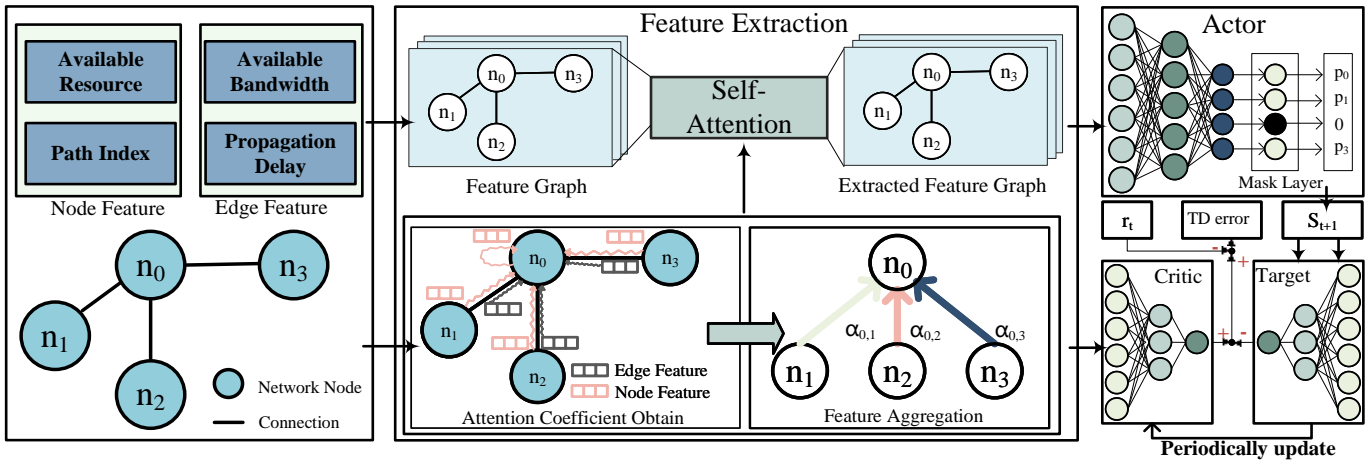 Available
Resource
Path Index
Node Feature
Available
Bandwidth
Propagation
Delay
Edge Feature
n0
n3
n1
n2
Network Node
Connection
Feature Extraction
n0
n3
n1
n2
Feature Graph
Self-
Attention
n0
n3
n1
n2
Extracted Feature Graph
n0
n3
n1
n2
Edge Feature
Node Feature
Attention Coefficient Obtain
n0
α0,1
α0,2
α0,3
n1
n2
n3
Feature Aggregation
Actor
p0
p1
0
p3
Mask Layer
rt
TD error
St+1
-
+
Critic
Target
+
-
Periodically update